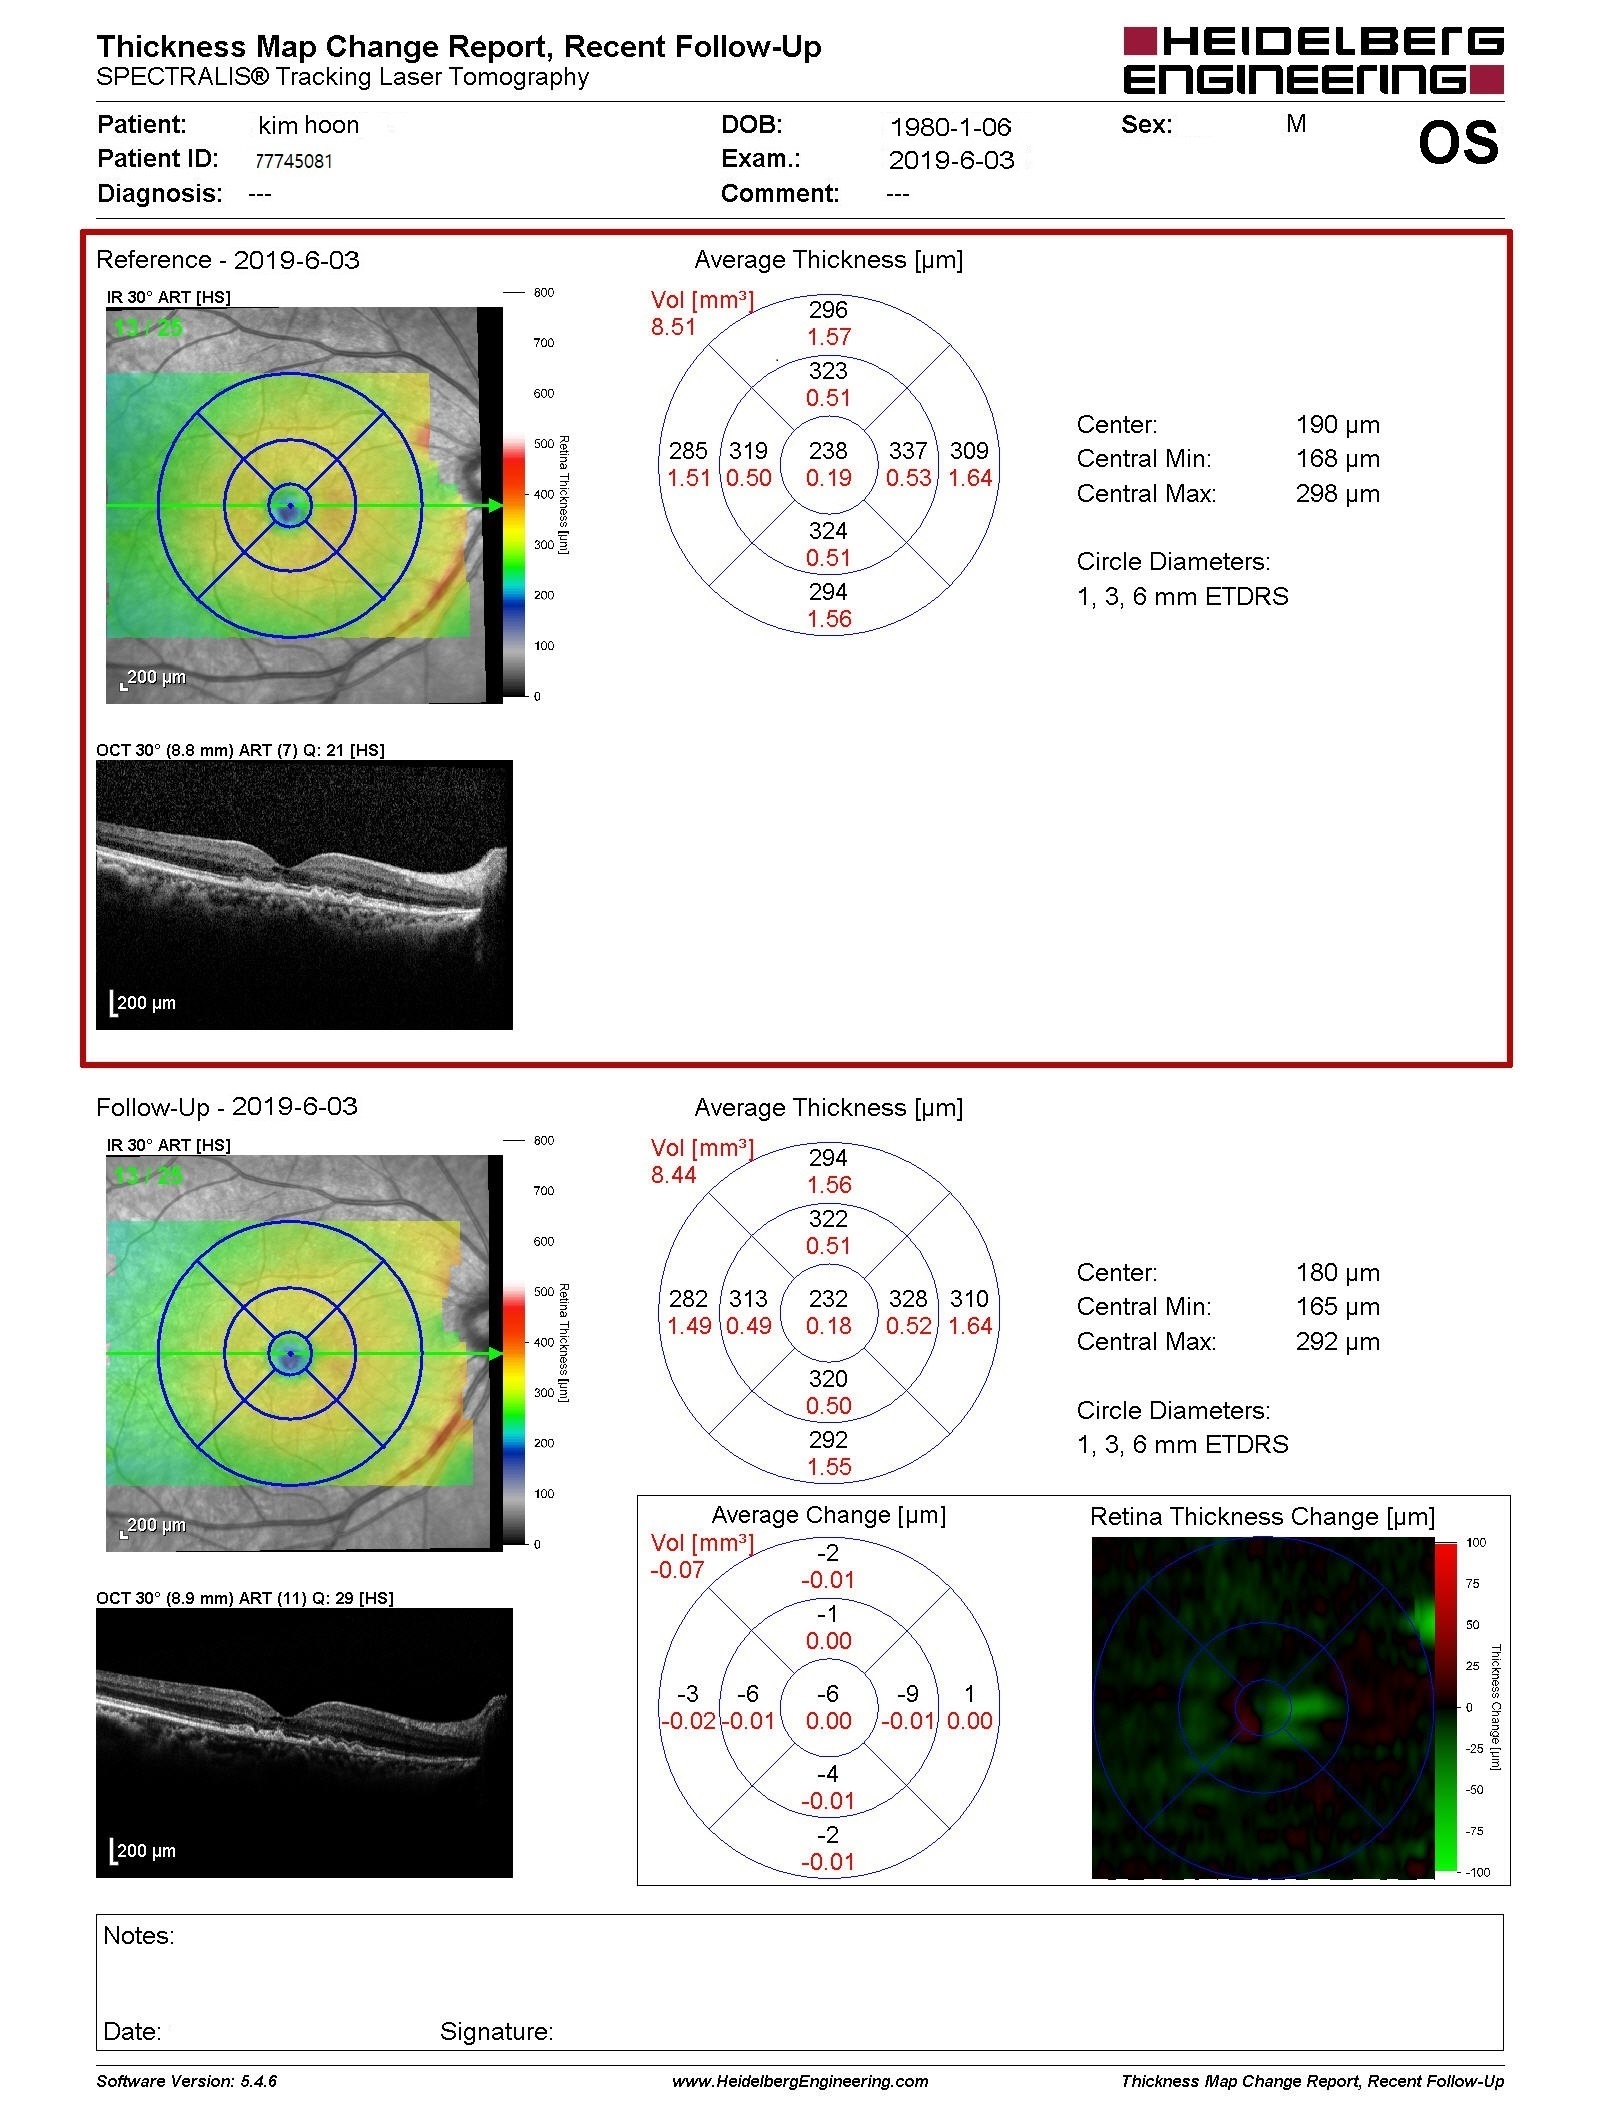 Thickness Map Change Report, Recent Follow-Up
SPECTRALIS® Tracking Laser Tomography
HEIDELBERG
ENGINEERING
Patient: kim hoon DOB: 1980-1-06 Sex: M OS
Patient ID: 77745081 Exam.: 2019-6-03
Diagnosis: --- Comment: ---
Reference - 2019-6-03
IR 30° ART [HS]
13 / 25
200 µm
800
700
600
500
400
300
200
100
0
Retina Thickness [µm]
OCT 30° (8.8 mm) ART (7) Q: 21 [HS]
200 µm
Average Thickness [µm]
Vol [mm³]
8.51
296
1.57
323
0.51
285 319 238 337 309
1.51 0.50 0.19 0.53 1.64
324
0.51
294
1.56
Center: 190 µm
Central Min: 168 µm
Central Max: 298 µm
Circle Diameters:
1, 3, 6 mm ETDRS
Follow-Up - 2019-6-03
IR 30° ART [HS]
13 / 25
200 µm
800
700
600
500
400
300
200
100
0
Retina Thickness [µm]
OCT 30° (8.9 mm) ART (11) Q: 29 [HS]
200 µm
Average Thickness [µm]
Vol [mm³]
8.44
294
1.56
322
0.51
282 313 232 328 310
1.49 0.49 0.18 0.52 1.64
320
0.50
292
1.55
Center: 180 µm
Central Min: 165 µm
Central Max: 292 µm
Circle Diameters:
1, 3, 6 mm ETDRS
Average Change [µm]
Vol [mm³]
-0.07
-2
-0.01
-1
0.00
-3 -6 -6 -9 1
-0.02 -0.01 0.00 -0.01 0.00
-4
-0.01
-2
-0.01
Retina Thickness Change [µm]
100
75
50
25
0
-25
-50
-75
-100
Thickness Change [µm]
Notes:
Date: Signature:
Software Version: 5.4.6 www.HeidelbergEngineering.com Thickness Map Change Report, Recent Follow-Up